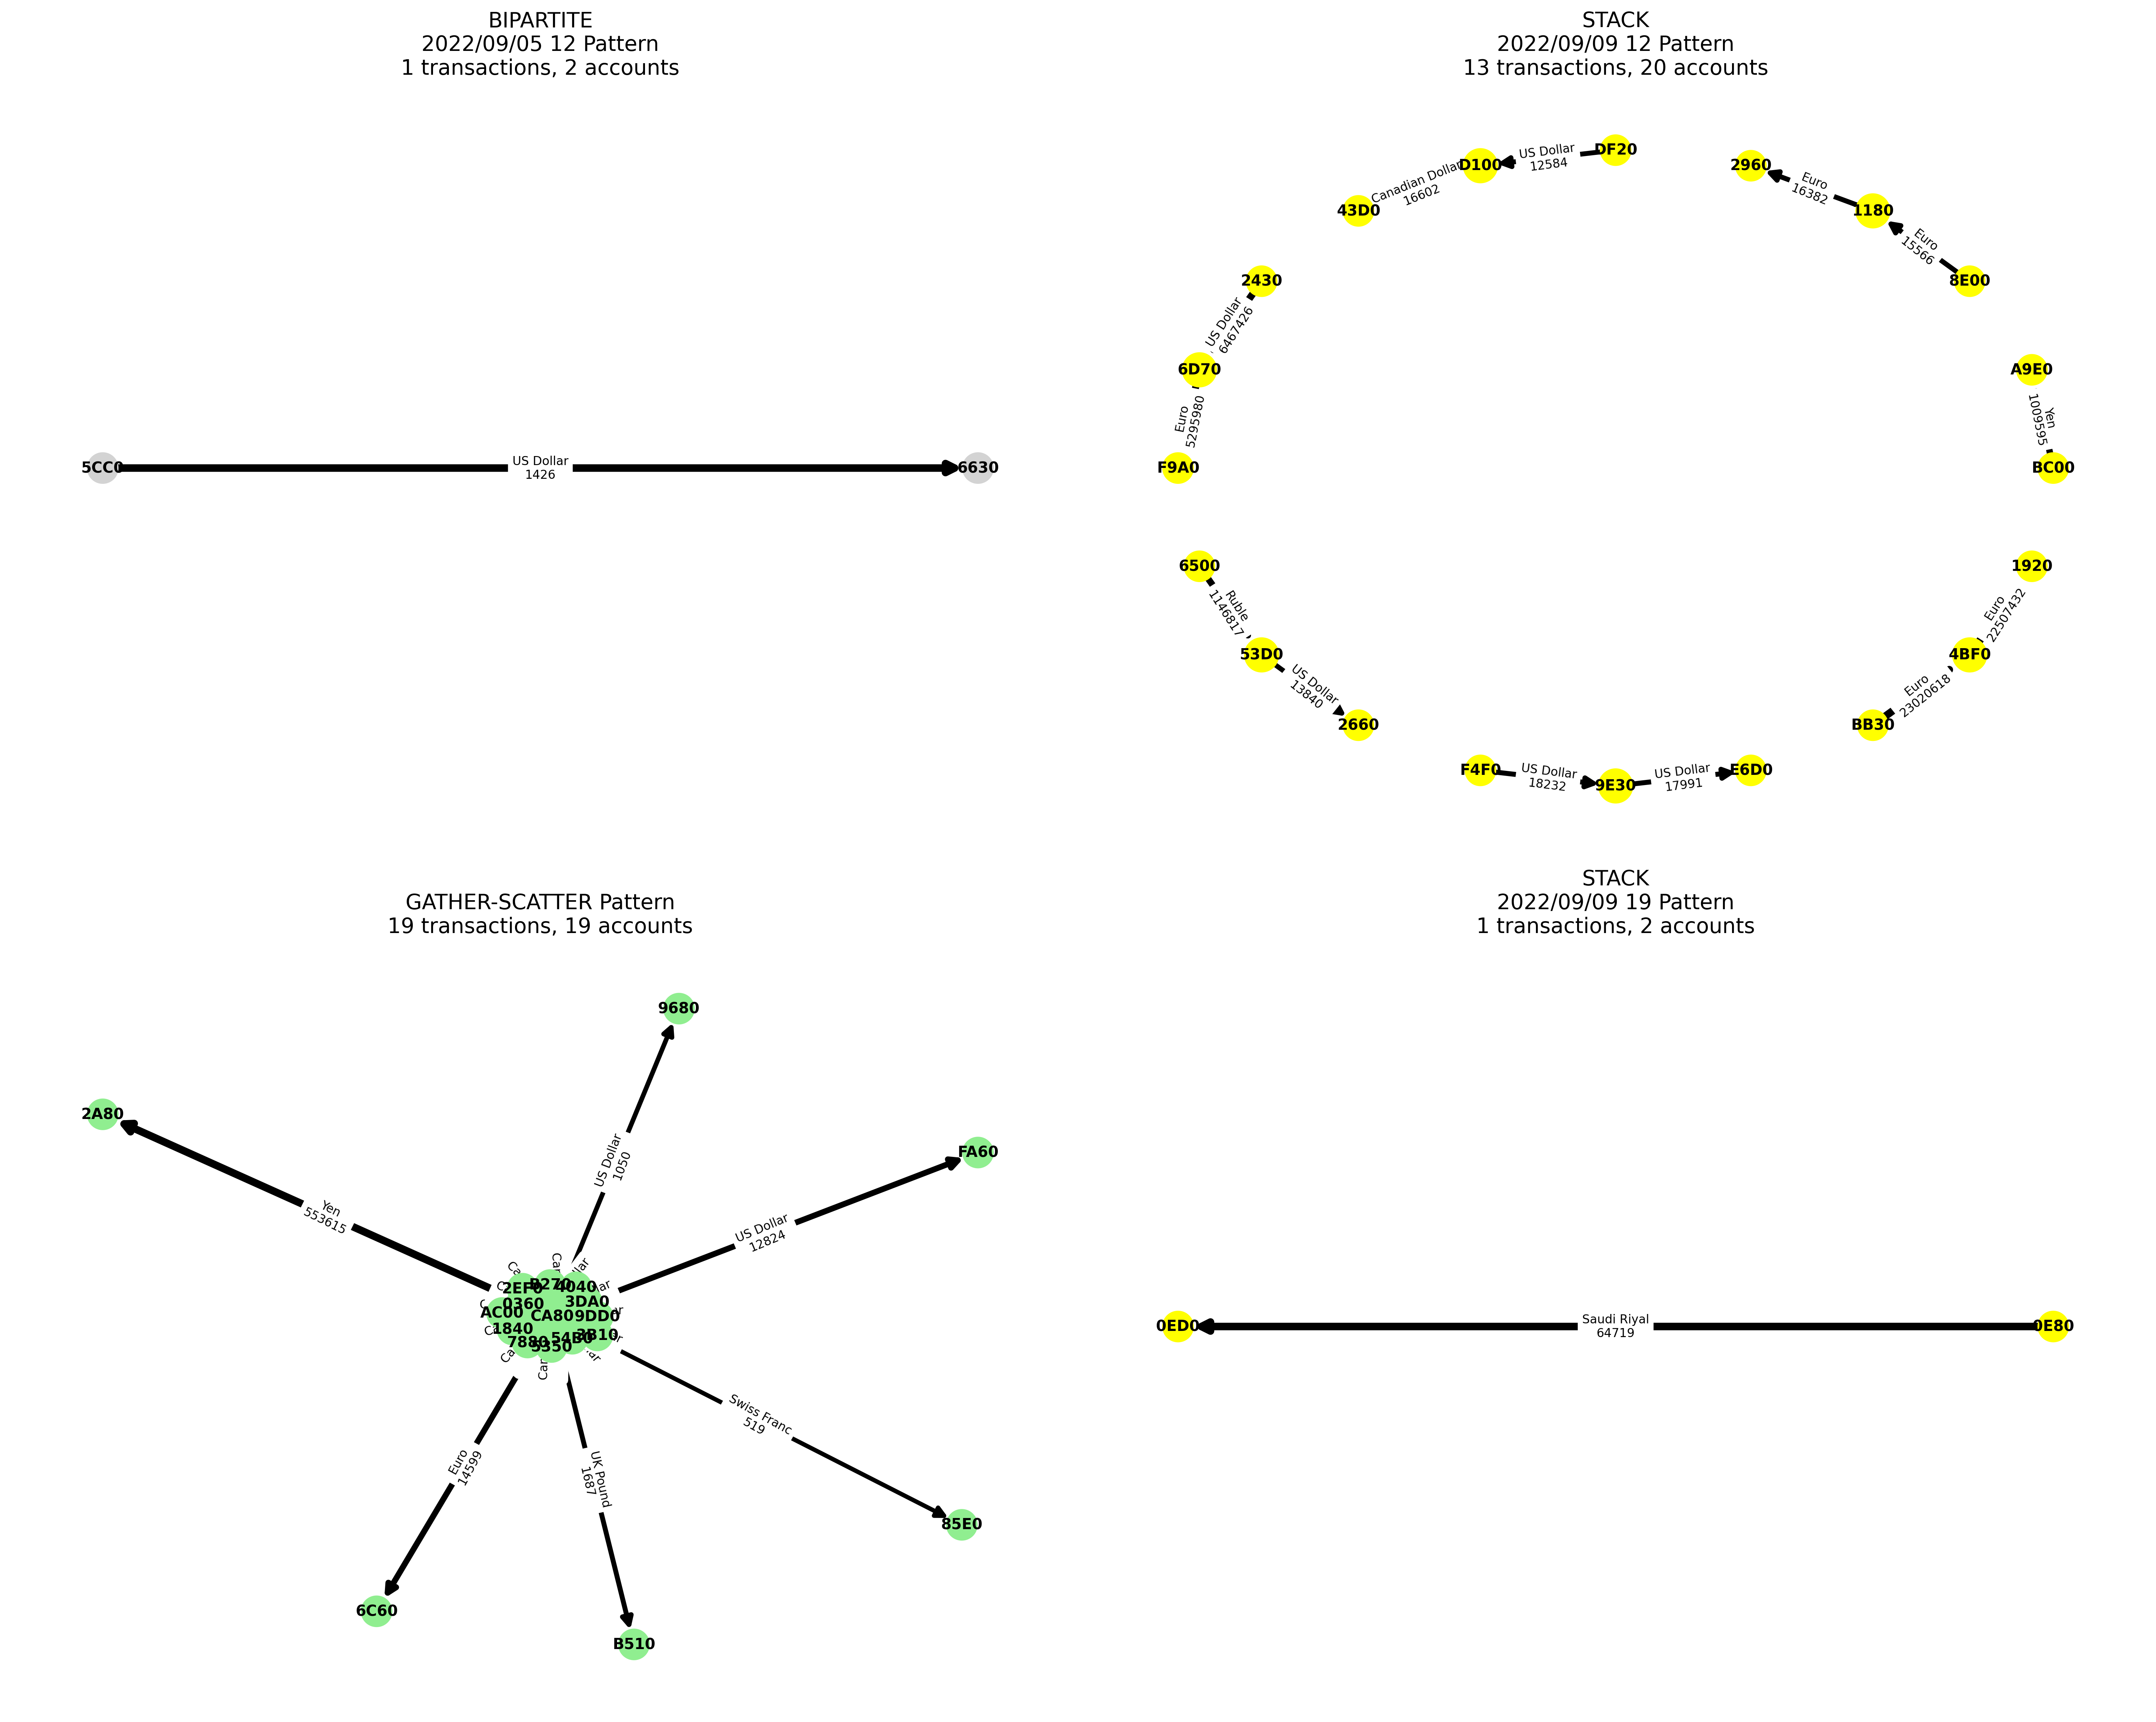 BIPARTITE
2022/09/05 12 Pattern
1 transactions, 2 accounts
5CC0
US Dollar
1426
6630
STACK
2022/09/09 12 Pattern
13 transactions, 20 accounts
DF20
US Dollar
12584
D100
Canadian Dollar
16602
43D0
2960
Euro
16382
1180
Euro
15566
8E00
2430
US Dollar
6467426
6D70
Euro
5295980
F9A0
A9E0
Yen
1009595
BC00
6500
Ruble
1146817
53D0
US Dollar
13840
2660
1920
Euro
22507432
4BF0
Euro
23020618
BB30
F4F0
US Dollar
18232
9E30
US Dollar
17991
E6D0
GATHER-SCATTER Pattern
19 transactions, 19 accounts
9680
US Dollar
1050
2A80
Yen
553615
FA60
US Dollar
12824
2EF0
B270
4040
0360
3DA0
AC00
CA80
9DD0
1840
3B10
7880
54B0
5350
Swiss Franc
519
85E0
Euro
14599
6C60
UK Pound
1687
B510
STACK
2022/09/09 19 Pattern
1 transactions, 2 accounts
0ED0
Saudi Riyal
64719
0E80